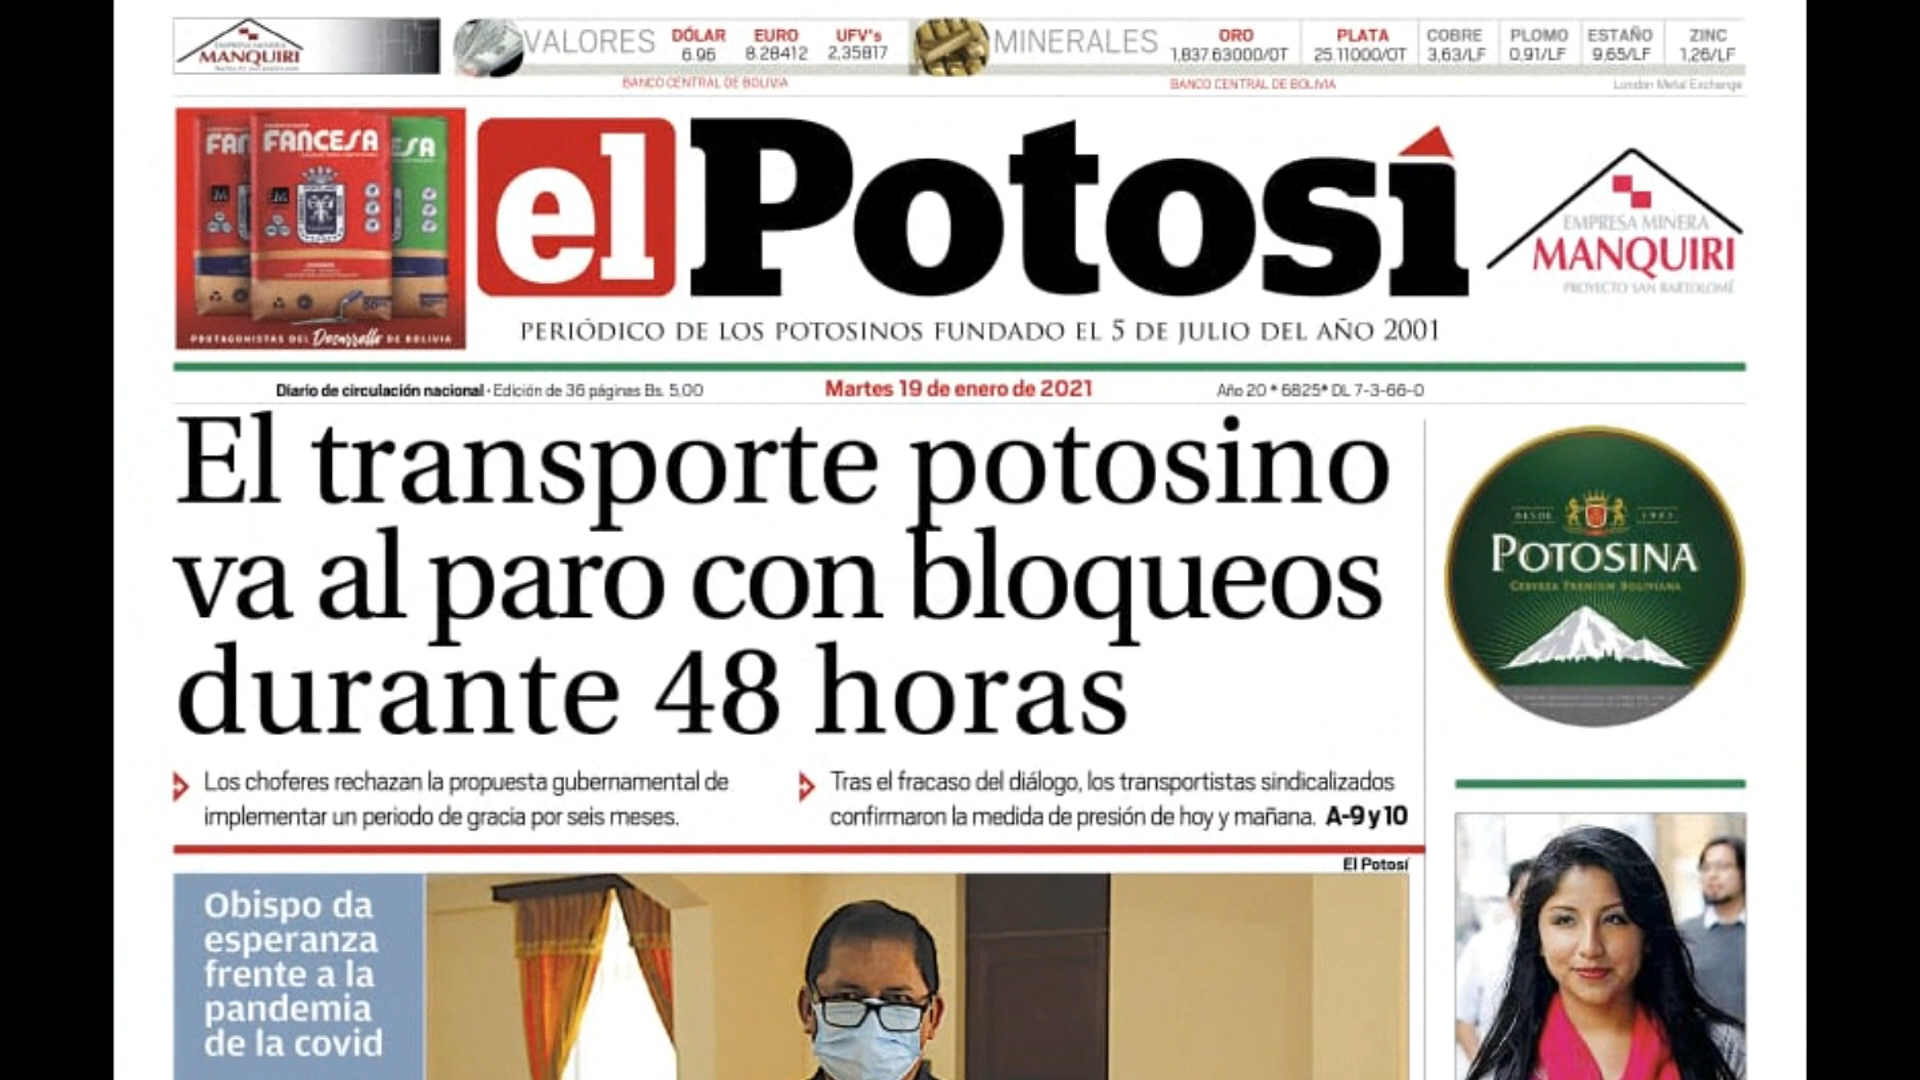 EMPRESA MINERA
MANQUIRI
VALORES
DÓLAR
6.96
EURO
8.28412
UFV's
2,35817
BANCO CENTRAL DE BOLIVIA
MINERALES
ORO
1,837.63000/OT
PLATA
25.11000/OT
BANCO CENTRAL DE BOLIVIA
COBRE
3,63/LF
PLOMO
0,91/LF
ESTAÑO
9,65/LF
ZINC
1,26/LF
London Metal Exchange
FANCESA
PROTAGONISTAS DEL Desarrollo DE BOLIVIA
el Potosí
PERIÓDICO DE LOS POTOSINOS FUNDADO EL 5 DE JULIO DEL AÑO 2001
EMPRESA MINERA
MANQUIRI
PROYECTO SAN BARTOLOMÉ
Diario de circulación nacional · Edición de 36 páginas Bs. 5,00
Martes 19 de enero de 2021
Año 20 * 6825* DL 7-3-66-0
El transporte potosino
va al paro con bloqueos
durante 48 horas
Los choferes rechazan la propuesta gubernamental de
implementar un periodo de gracia por seis meses.
Tras el fracaso del diálogo, los transportistas sindicalizados
confirmaron la medida de presión de hoy y mañana. A-9 y 10
DESDE
POTOSINA
CERVEZA PREMIUM BOLIVIANA
El Potosí
Obispo da
esperanza
frente a la
pandemia
de la covid